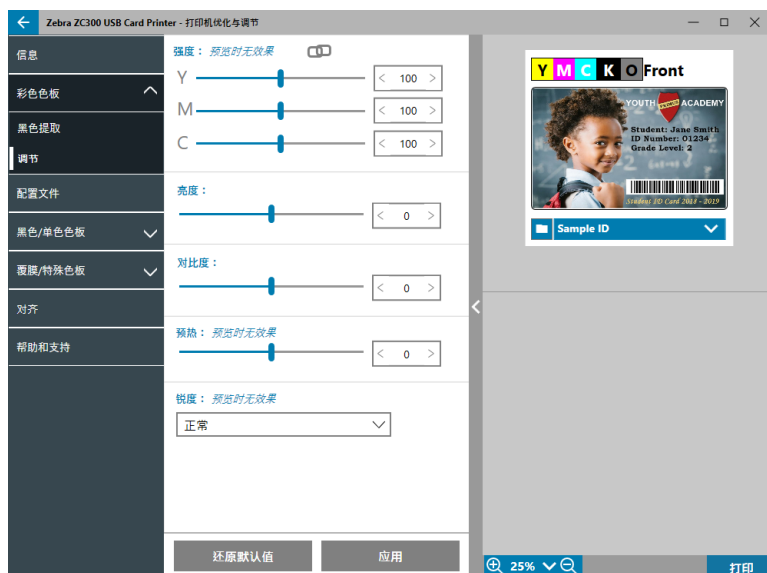 Zebra ZC300 USB Card Printer - 打印机优化与调节
信息
彩色色板
黑色提取
调节
配置文件
黑色/单色色板
覆膜/特殊色板
对齐
帮助和支持
强度： 预览时无效果
Y < 100 >
M < 100 >
C < 100 >
亮度：
< 0 >
对比度：
< 0 >
预热： 预览时无效果
< 0 >
锐度： 预览时无效果
正常
还原默认值
应用
Y M C K O Front
YOUTH ACADEMY
Student: Jane Smith
ID Number: 01234
Grade Level: 2
Student ID Card 2018 - 2019
Sample ID
25%
打印